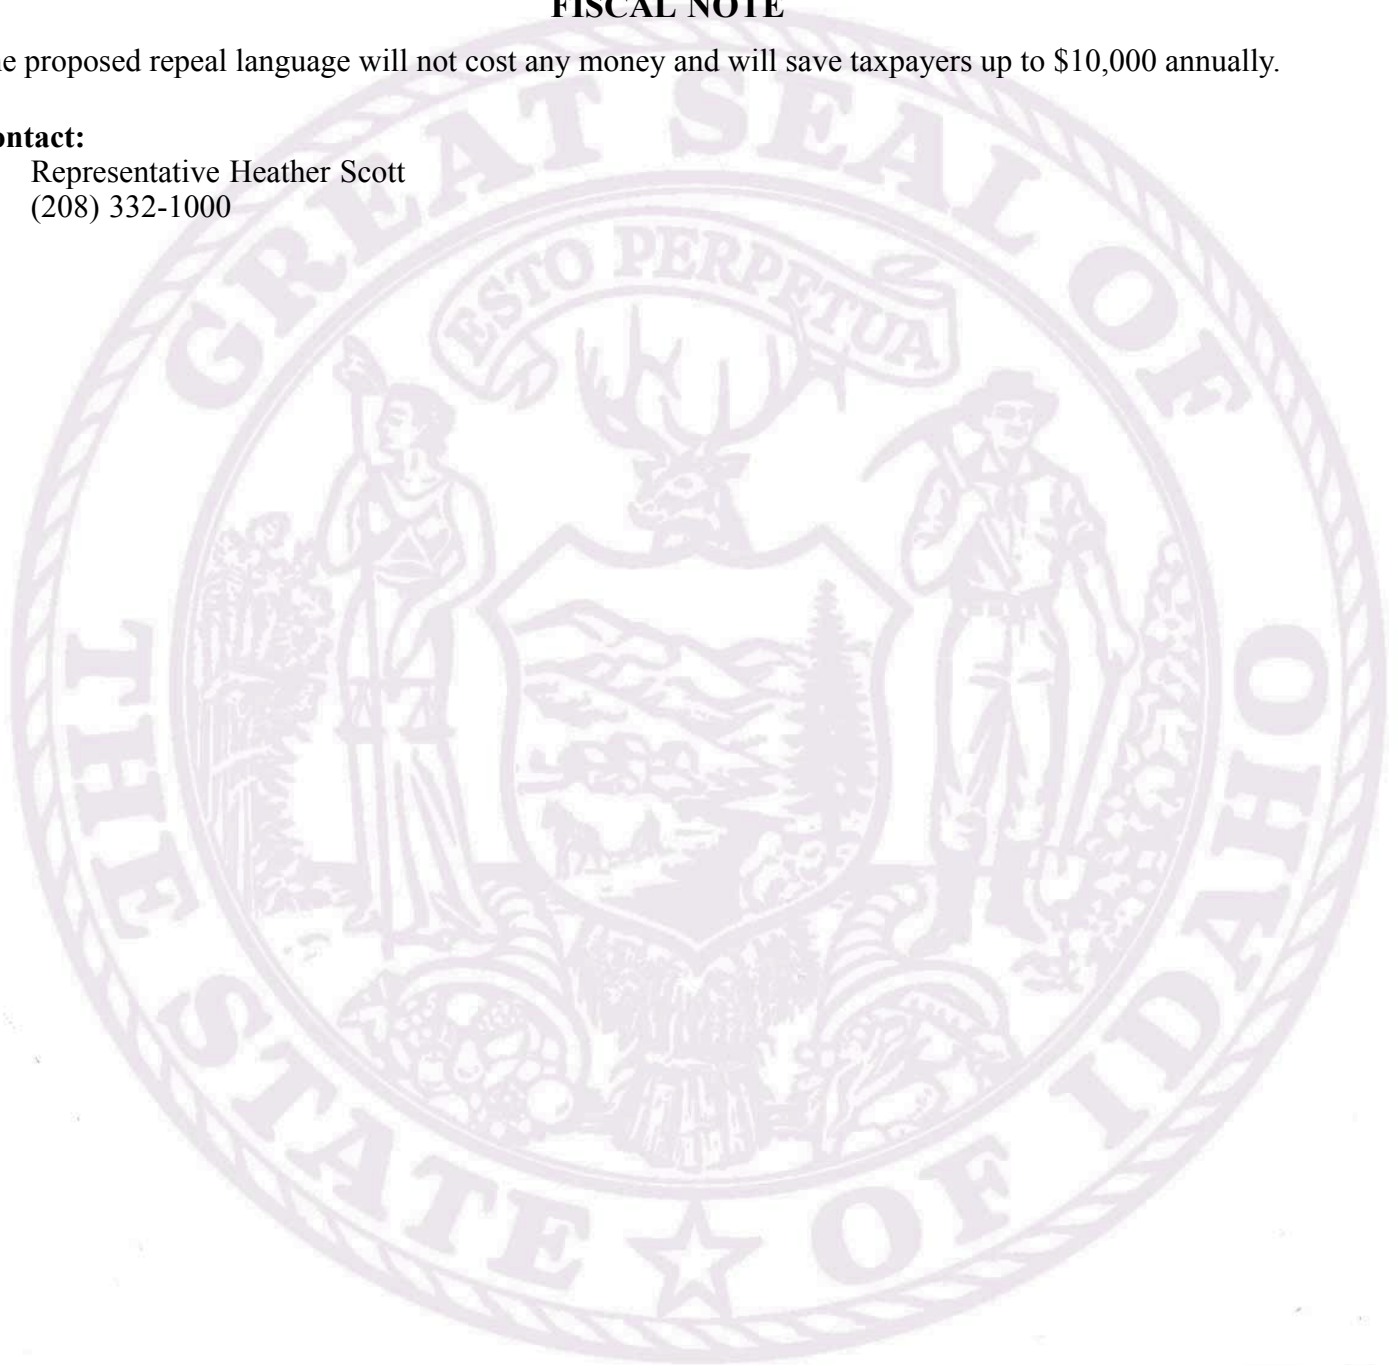 FISCAL NOTE
he proposed repeal language will not cost any money and will save taxpayers up to $10,000 annually.
ontact:
Representative Heather Scott
(208) 332-1000
GREAT SEAL OF
THE STATE OF IDAHO
ESTO PERPETUA